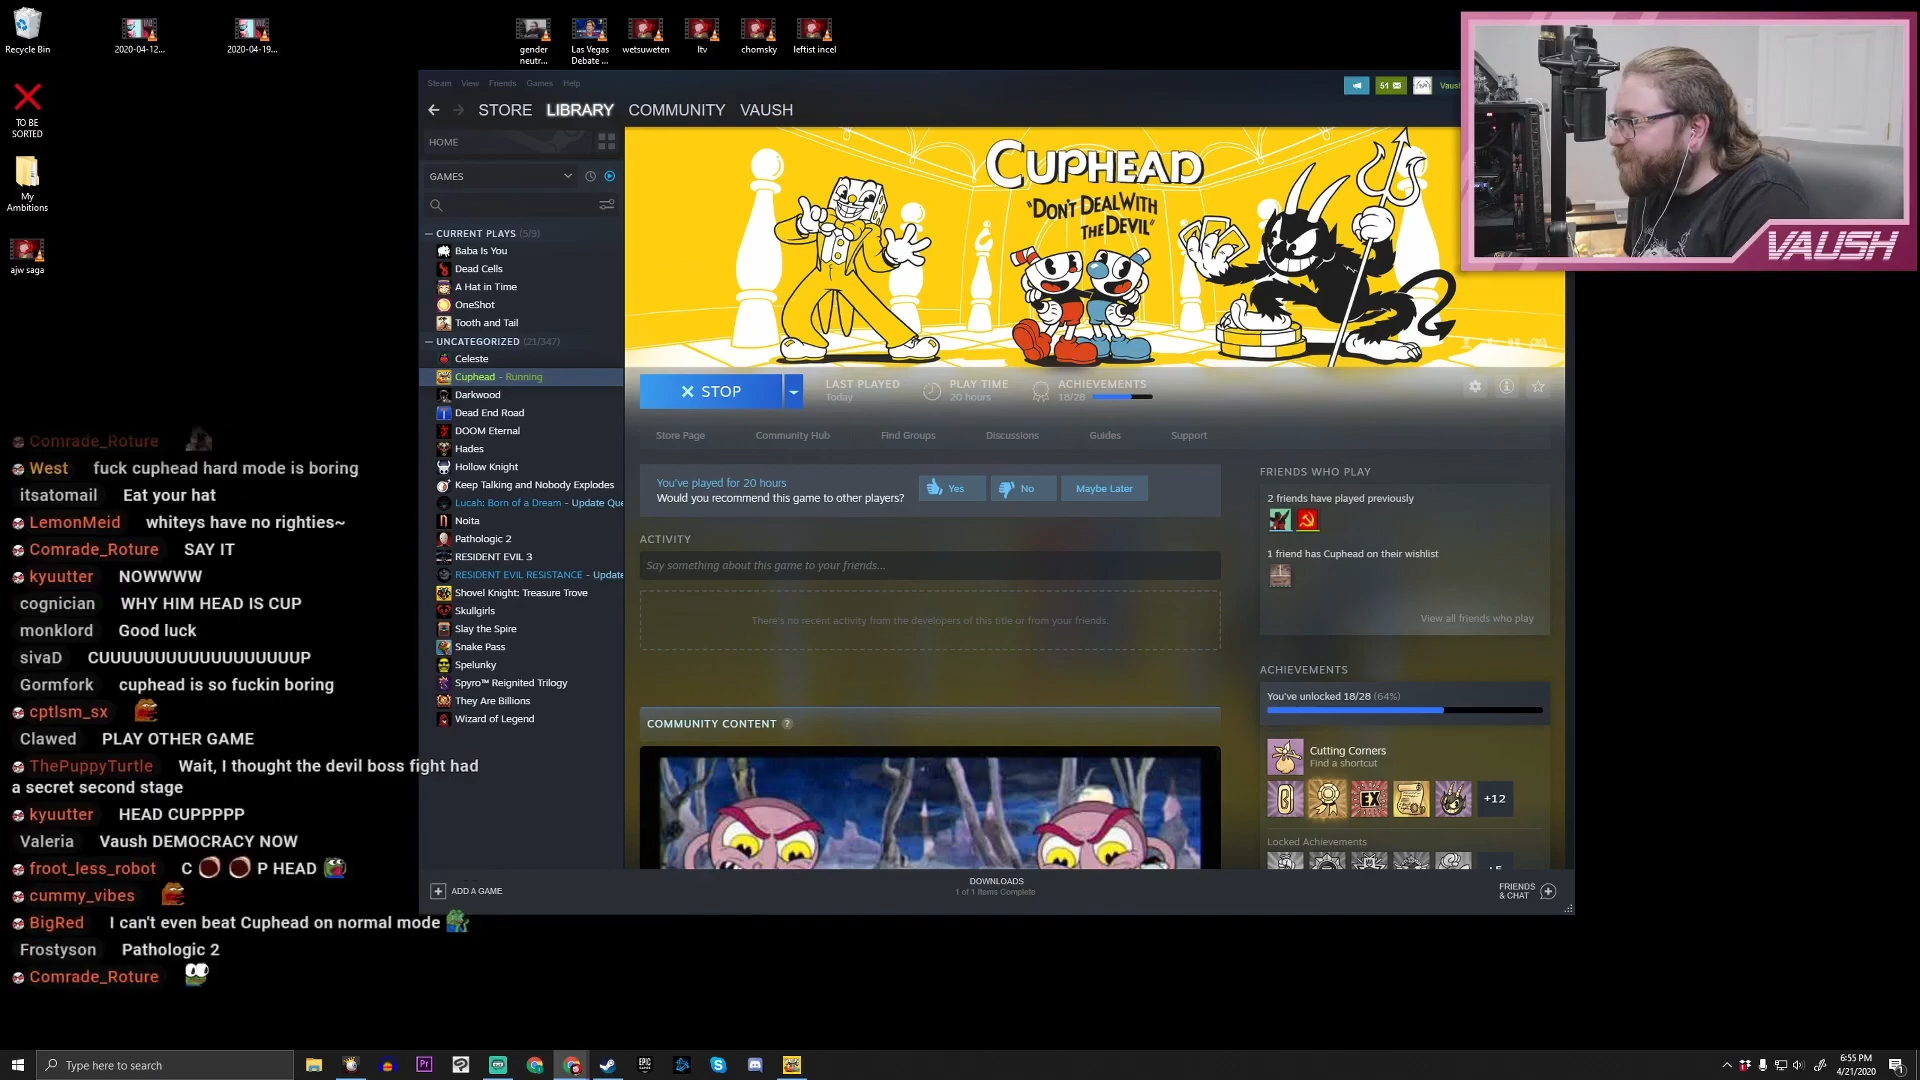 Recycle Bin
2020-04-12...
2020-04-19...
gender neutr...
Las Vegas Debate ...
wetsuweten
ltv
chomsky
leftist incel
TO BE SORTED
My Ambitions
ajw saga
Steam View Friends Games Help
51
Vaush
STORE LIBRARY COMMUNITY VAUSH
HOME
GAMES
CURRENT PLAYS (5/9)
Baba Is You
Dead Cells
A Hat in Time
OneShot
Tooth and Tail
UNCATEGORIZED (21/347)
Celeste
Cuphead - Running
Darkwood
Dead End Road
DOOM Eternal
Hades
Hollow Knight
Keep Talking and Nobody Explodes
Lucah: Born of a Dream - Update Que
Noita
Pathologic 2
RESIDENT EVIL 3
RESIDENT EVIL RESISTANCE - Update
Shovel Knight: Treasure Trove
Skullgirls
Slay the Spire
Snake Pass
Spelunky
Spyro™ Reignited Trilogy
They Are Billions
Wizard of Legend
ADD A GAME
CUPHEAD
"DON'T DEAL WITH
THE DEVIL"
VAUSH
STOP
LAST PLAYED
Today
PLAY TIME
20 hours
ACHIEVEMENTS
18/28
Store Page Community Hub Find Groups Discussions Guides Support
You've played for 20 hours
Would you recommend this game to other players?
Yes
No
Maybe Later
ACTIVITY
Say something about this game to your friends...
There's no recent activity from the developers of this title or from your friends.
COMMUNITY CONTENT ?
FRIENDS WHO PLAY
2 friends have played previously
1 friend has Cuphead on their wishlist
View all friends who play
ACHIEVEMENTS
You've unlocked 18/28 (64%)
Cutting Corners
Find a shortcut
EX
+12
Locked Achievements
DOWNLOADS
1 of 1 Items Complete
FRIENDS
& CHAT
Comrade_Roture
West fuck cuphead hard mode is boring
itsatomail Eat your hat
LemonMeid whiteys have no righties~
Comrade_Roture SAY IT
kyuutter NOWWWW
cognician WHY HIM HEAD IS CUP
monklord Good luck
sivaD CUUUUUUUUUUUUUUUUUUP
Gormfork cuphead is so fuckin boring
cptlsm_sx
Clawed PLAY OTHER GAME
ThePuppyTurtle Wait, I thought the devil boss fight had
a secret second stage
kyuutter HEAD CUPPPPP
Valeria Vaush DEMOCRACY NOW
froot_less_robot C P HEAD
cummy_vibes
BigRed I can't even beat Cuphead on normal mode
Frostyson Pathologic 2
Comrade_Roture
Type here to search
Pr
EPIC
6:55 PM
4/21/2020